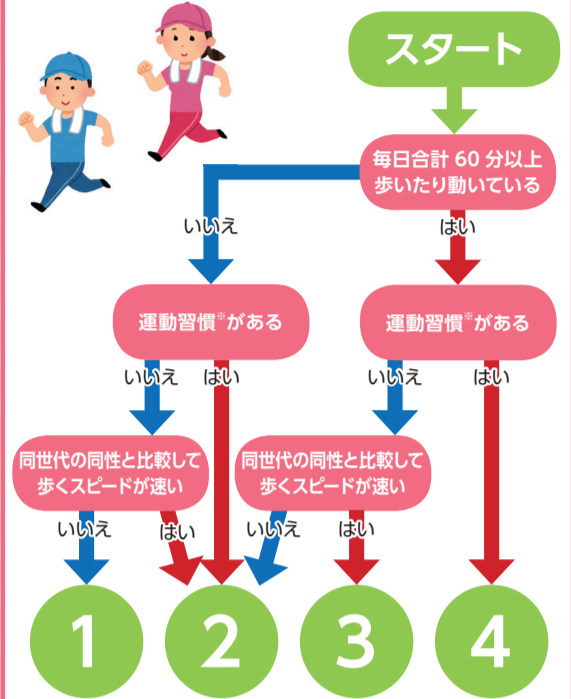 スタート
毎日合計 60 分以上
歩いたり動いている
いいえ
はい
運動習慣※がある
運動習慣※がある
いいえ
はい
いいえ
はい
同世代の同性と比較して
歩くスピードが速い
同世代の同性と比較して
歩くスピードが速い
いいえ
はい
いいえ
はい
1
2
3
4